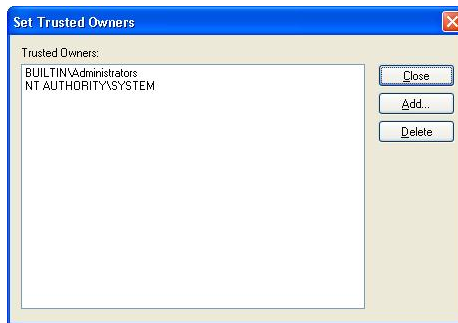 Set Trusted Owners
Trusted Owners:
BUILTIN\Administrators
NT AUTHORITY\SYSTEM
Close
Add...
Delete